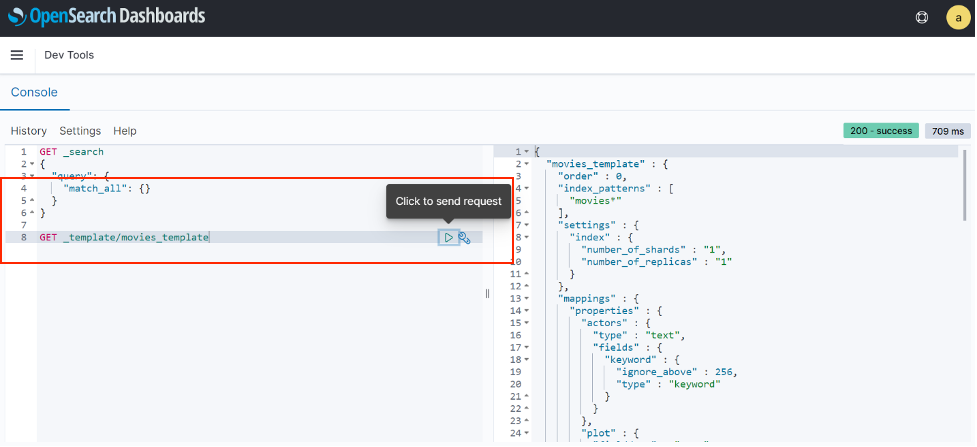 OpenSearch Dashboards
a
Dev Tools
Console
History Settings Help
200 - success 709 ms
1 GET _search
2 {
3 "query": {
4 "match_all": {}
5 }
6 }
7
8 GET _template/movies_template
Click to send request
1 {
2 "movies_template" : {
3 "order" : 0,
4 "index_patterns" : [
5 "movies*"
6 ],
7 "settings" : {
8 "index" : {
9 "number_of_shards" : "1",
10 "number_of_replicas" : "1"
11 }
12 },
13 "mappings" : {
14 "properties" : {
15 "actors" : {
16 "type" : "text",
17 "fields" : {
18 "keyword" : {
19 "ignore_above" : 256,
20 "type" : "keyword"
21 }
22 }
23 },
24 "plot" : {